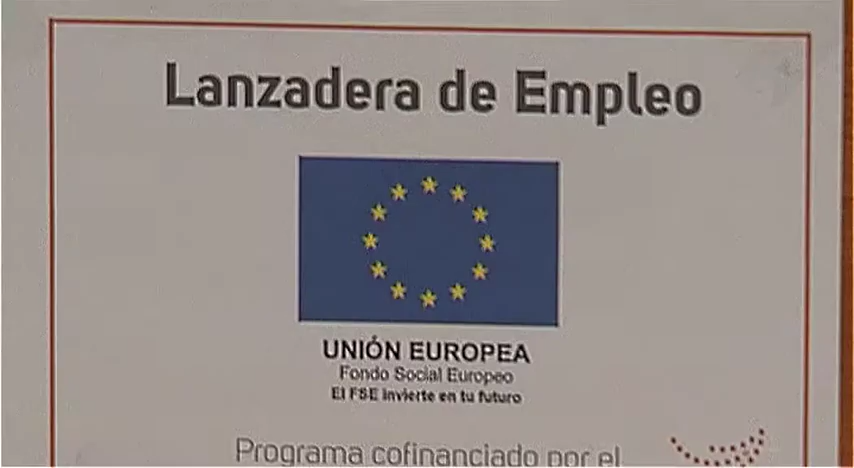 Lanzadera de Empleo
UNIÓN EUROPEA
Fondo Social Europeo
El FSE invierte en tu futuro
Programa cofinanciado por el